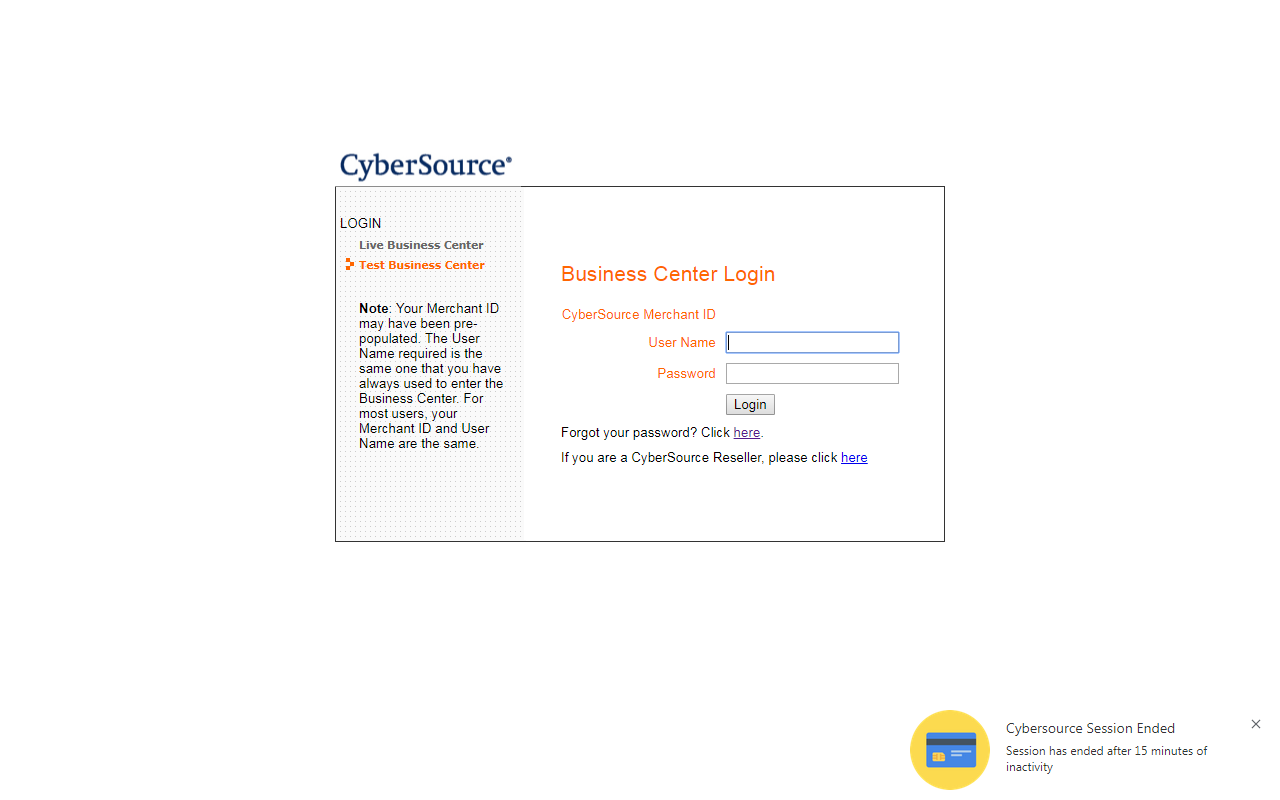 CyberSource®
LOGIN
Live Business Center
Test Business Center
Note: Your Merchant ID
may have been pre-
populated. The User
Name required is the
same one that you have
always used to enter the
Business Center. For
most users, your
Merchant ID and User
Name are the same.
Business Center Login
CyberSource Merchant ID
User Name
Password
Login
Forgot your password? Click here.
If you are a CyberSource Reseller, please click here
Cybersource Session Ended
Session has ended after 15 minutes of
inactivity